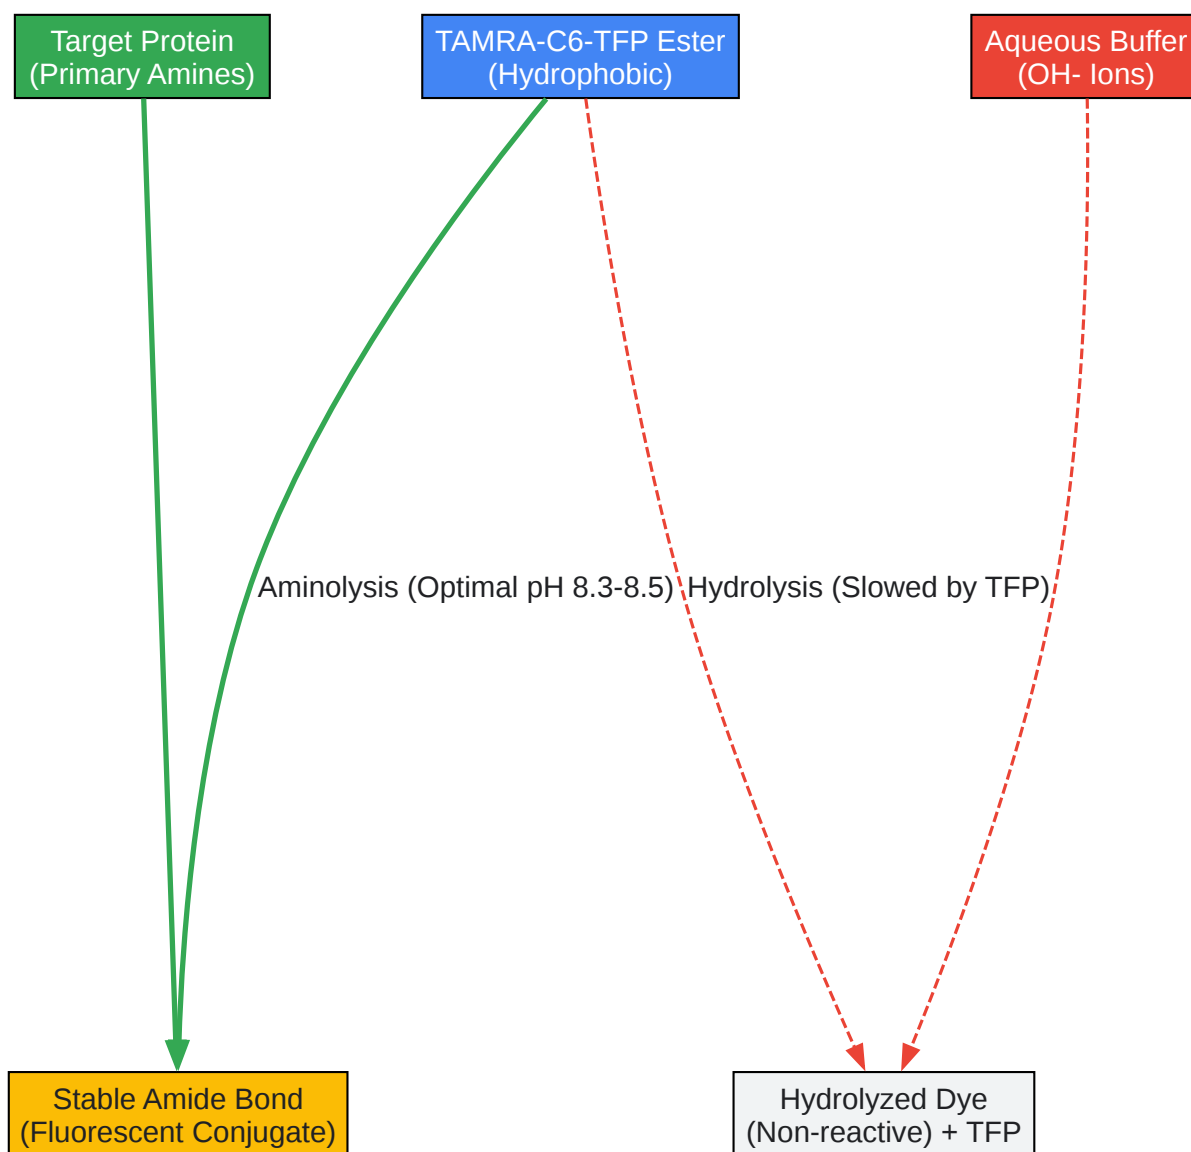 Target Protein
(Primary Amines)
TAMRA-C6-TFP Ester
(Hydrophobic)
Aqueous Buffer
(OH- Ions)
Aminolysis (Optimal pH 8.3-8.5)
Hydrolysis (Slowed by TFP)
Stable Amide Bond
(Fluorescent Conjugate)
Hydrolyzed Dye
(Non-reactive) + TFP